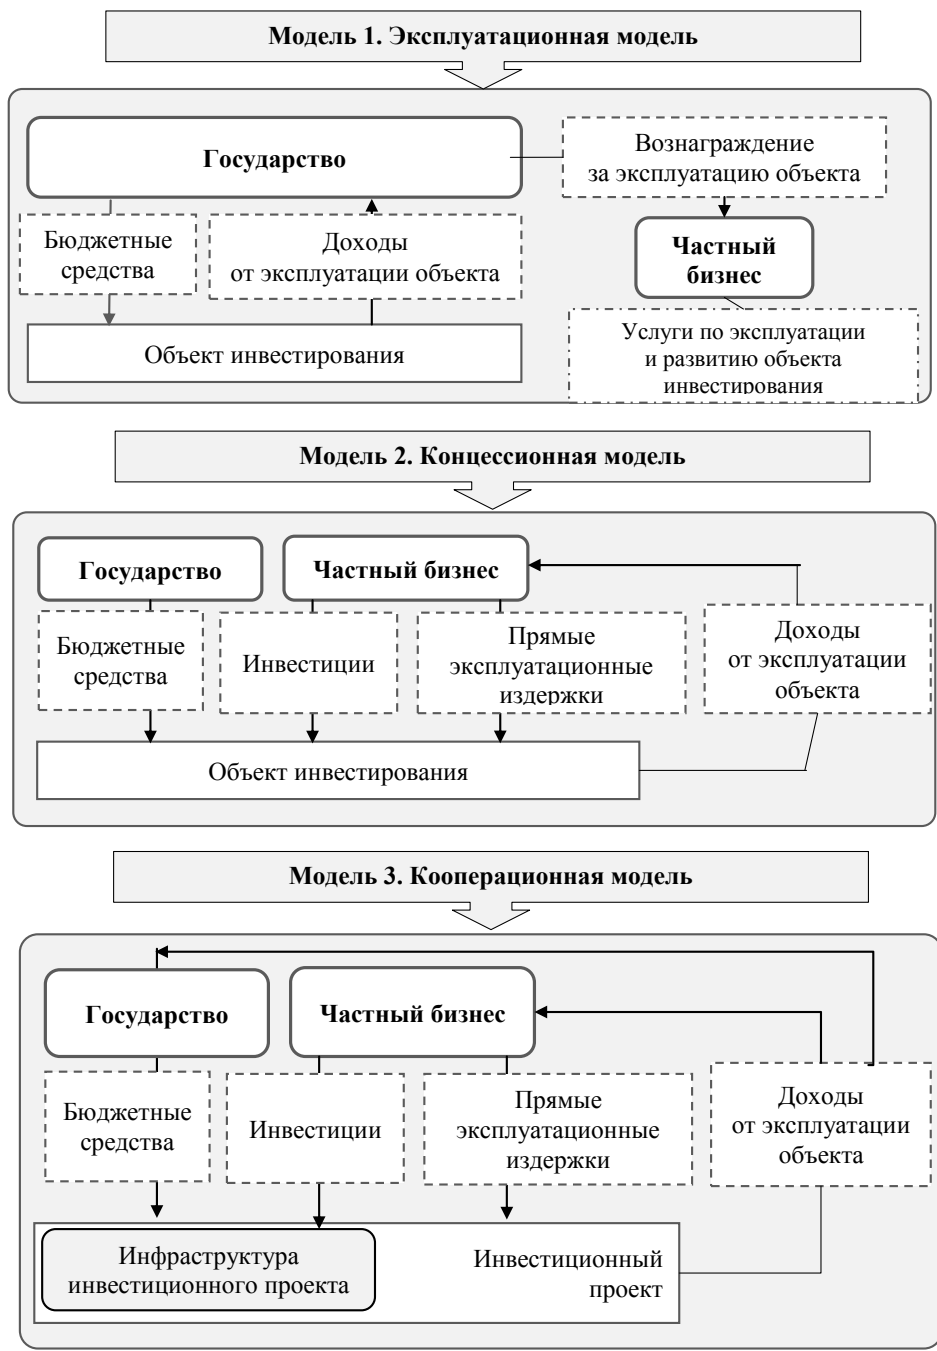 Модель 1. Эксплуатационная модель
Государство
Вознаграждение
за эксплуатацию объекта
Бюджетные
средства
Доходы
от эксплуатации объекта
Частный
бизнес
Объект инвестирования
Услуги по эксплуатации
и развитию объекта
инвестирования
Модель 2. Концессионная модель
Государство
Частный бизнес
Бюджетные
средства
Инвестиции
Прямые
эксплуатационные
издержки
Доходы
от эксплуатации
объекта
Объект инвестирования
Модель 3. Кооперационная модель
Государство
Частный бизнес
Бюджетные
средства
Инвестиции
Прямые
эксплуатационные
издержки
Доходы
от эксплуатации
объекта
Инфраструктура
инвестиционного проекта
Инвестиционный
проект